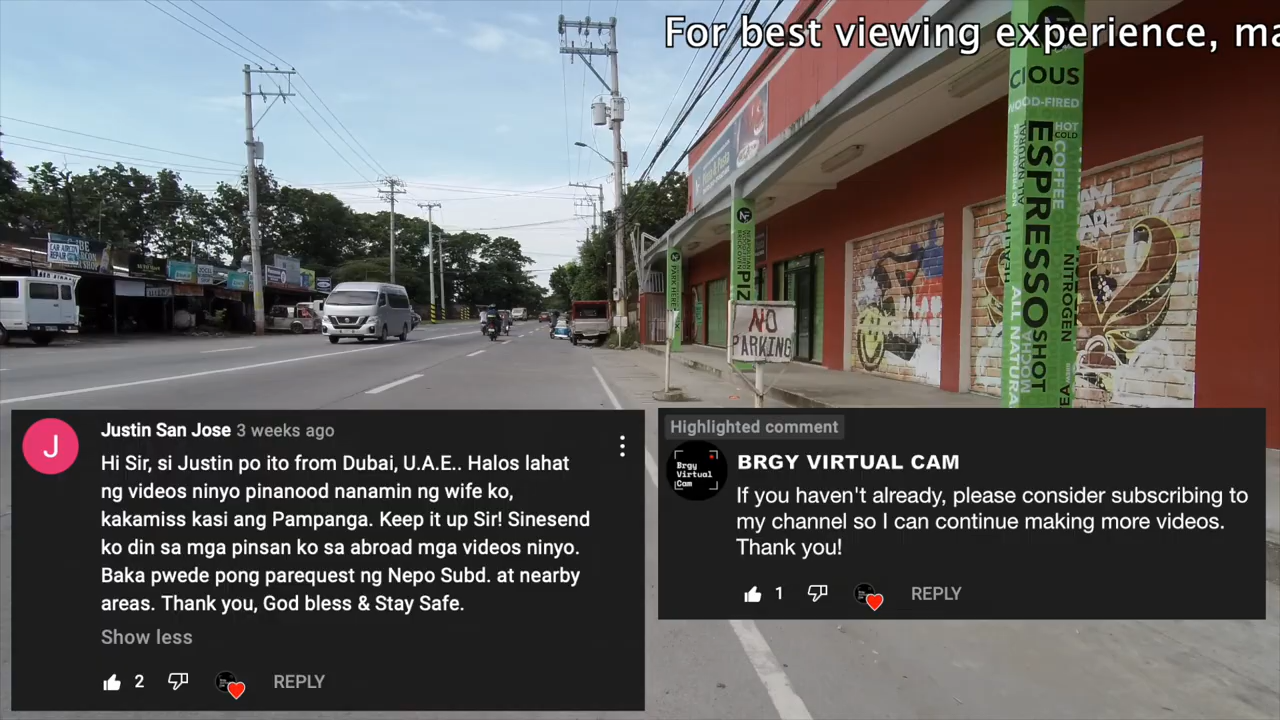 For best viewing experience, ma
CIOUS
WOOD-FIRED
HOT
COLD
COFFEE
ESPRESSO
SHOT
NITROGEN
MOCHA
ALL NATURA
PIZ
NO
PARKING
CAR AIRCON
REPAIR
Justin San Jose 3 weeks ago
Hi Sir, si Justin po ito from Dubai, U.A.E.. Halos lahat
ng videos ninyo pinanood nanamin ng wife ko,
kakamiss kasi ang Pampanga. Keep it up Sir! Sinesend
ko din sa mga pinsan ko sa abroad mga videos ninyo.
Baka pwede pong parequest ng Nepo Subd. at nearby
areas. Thank you, God bless & Stay Safe.
Show less
2
REPLY
Highlighted comment
Brgy
Virtual
Cam
BRGY VIRTUAL CAM
If you haven't already, please consider subscribing to
my channel so I can continue making more videos.
Thank you!
1
REPLY
J